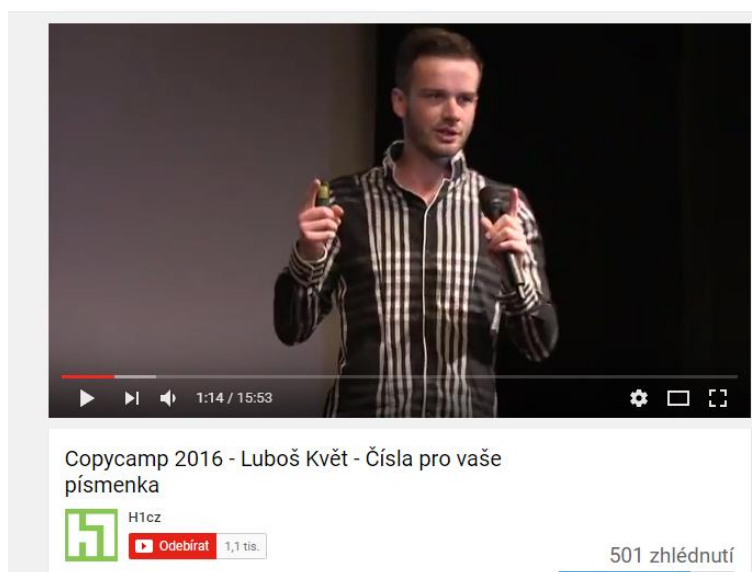 1:14 / 15:53
Copycamp 2016 - Luboš Květ - Čísla pro vaše
písmenka
H1cz
Odebírat 1,1 tis.
501 zhlédnutí